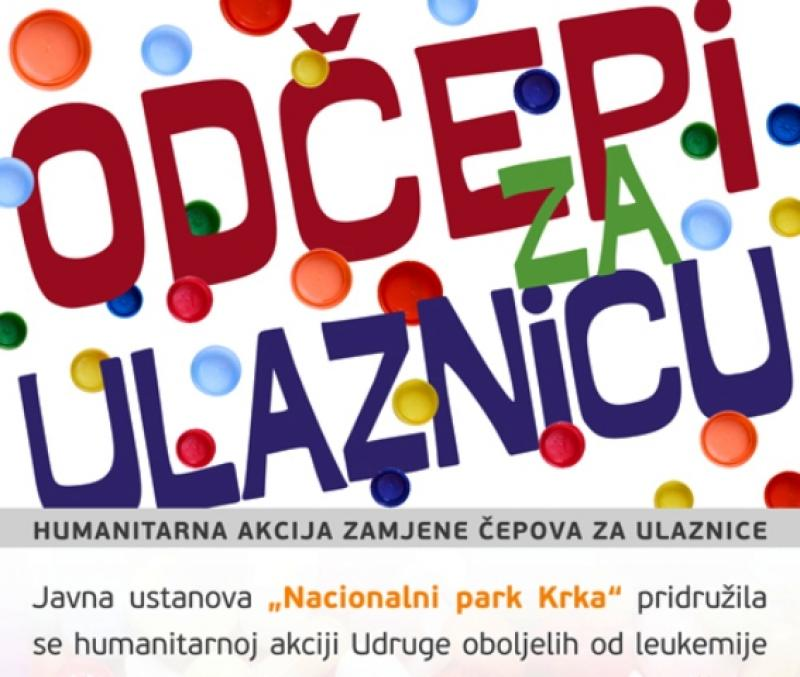 ODČEPi
ZA
ULAZNiCU
HUMANITARNA AKCIJA ZAMJENE ČEPOVA ZA ULAZNICE
Javna ustanova „Nacionalni park Krka“ pridružila
se humanitarnoj akciji Udruge oboljelih od leukemije